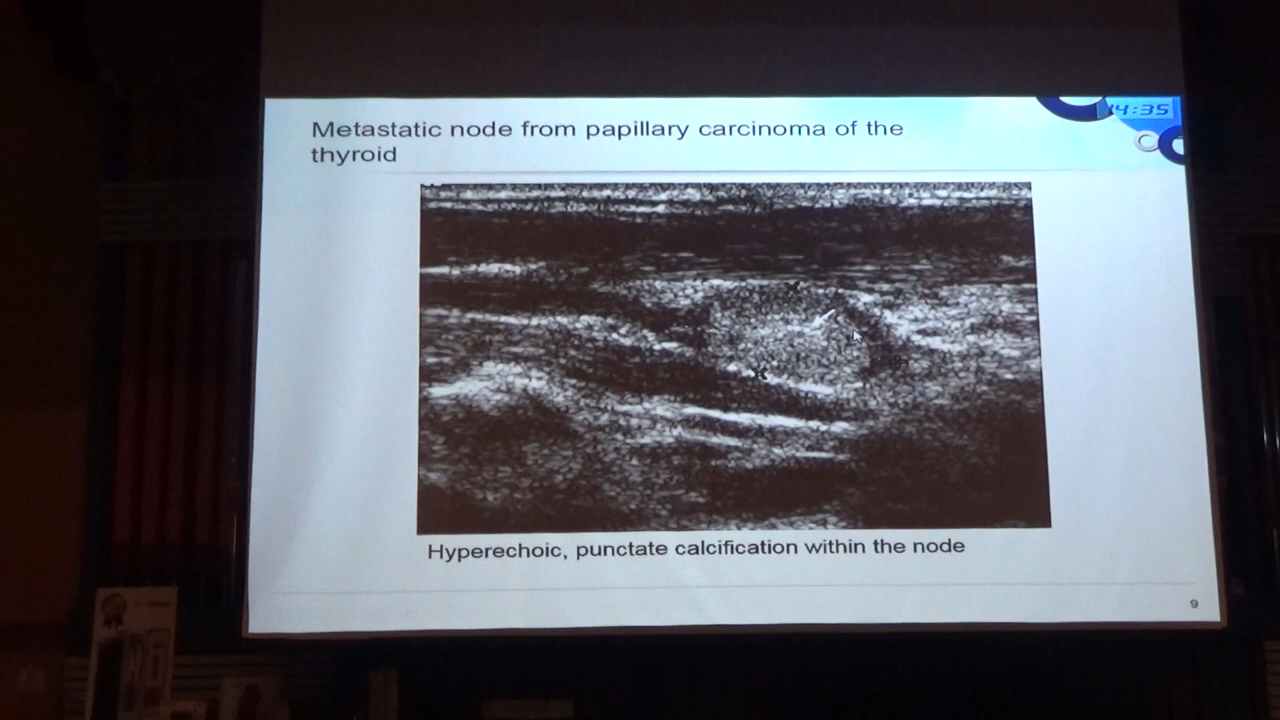 14:35
Metastatic node from papillary carcinoma of the
thyroid
Hyperechoic, punctate calcification within the node
9